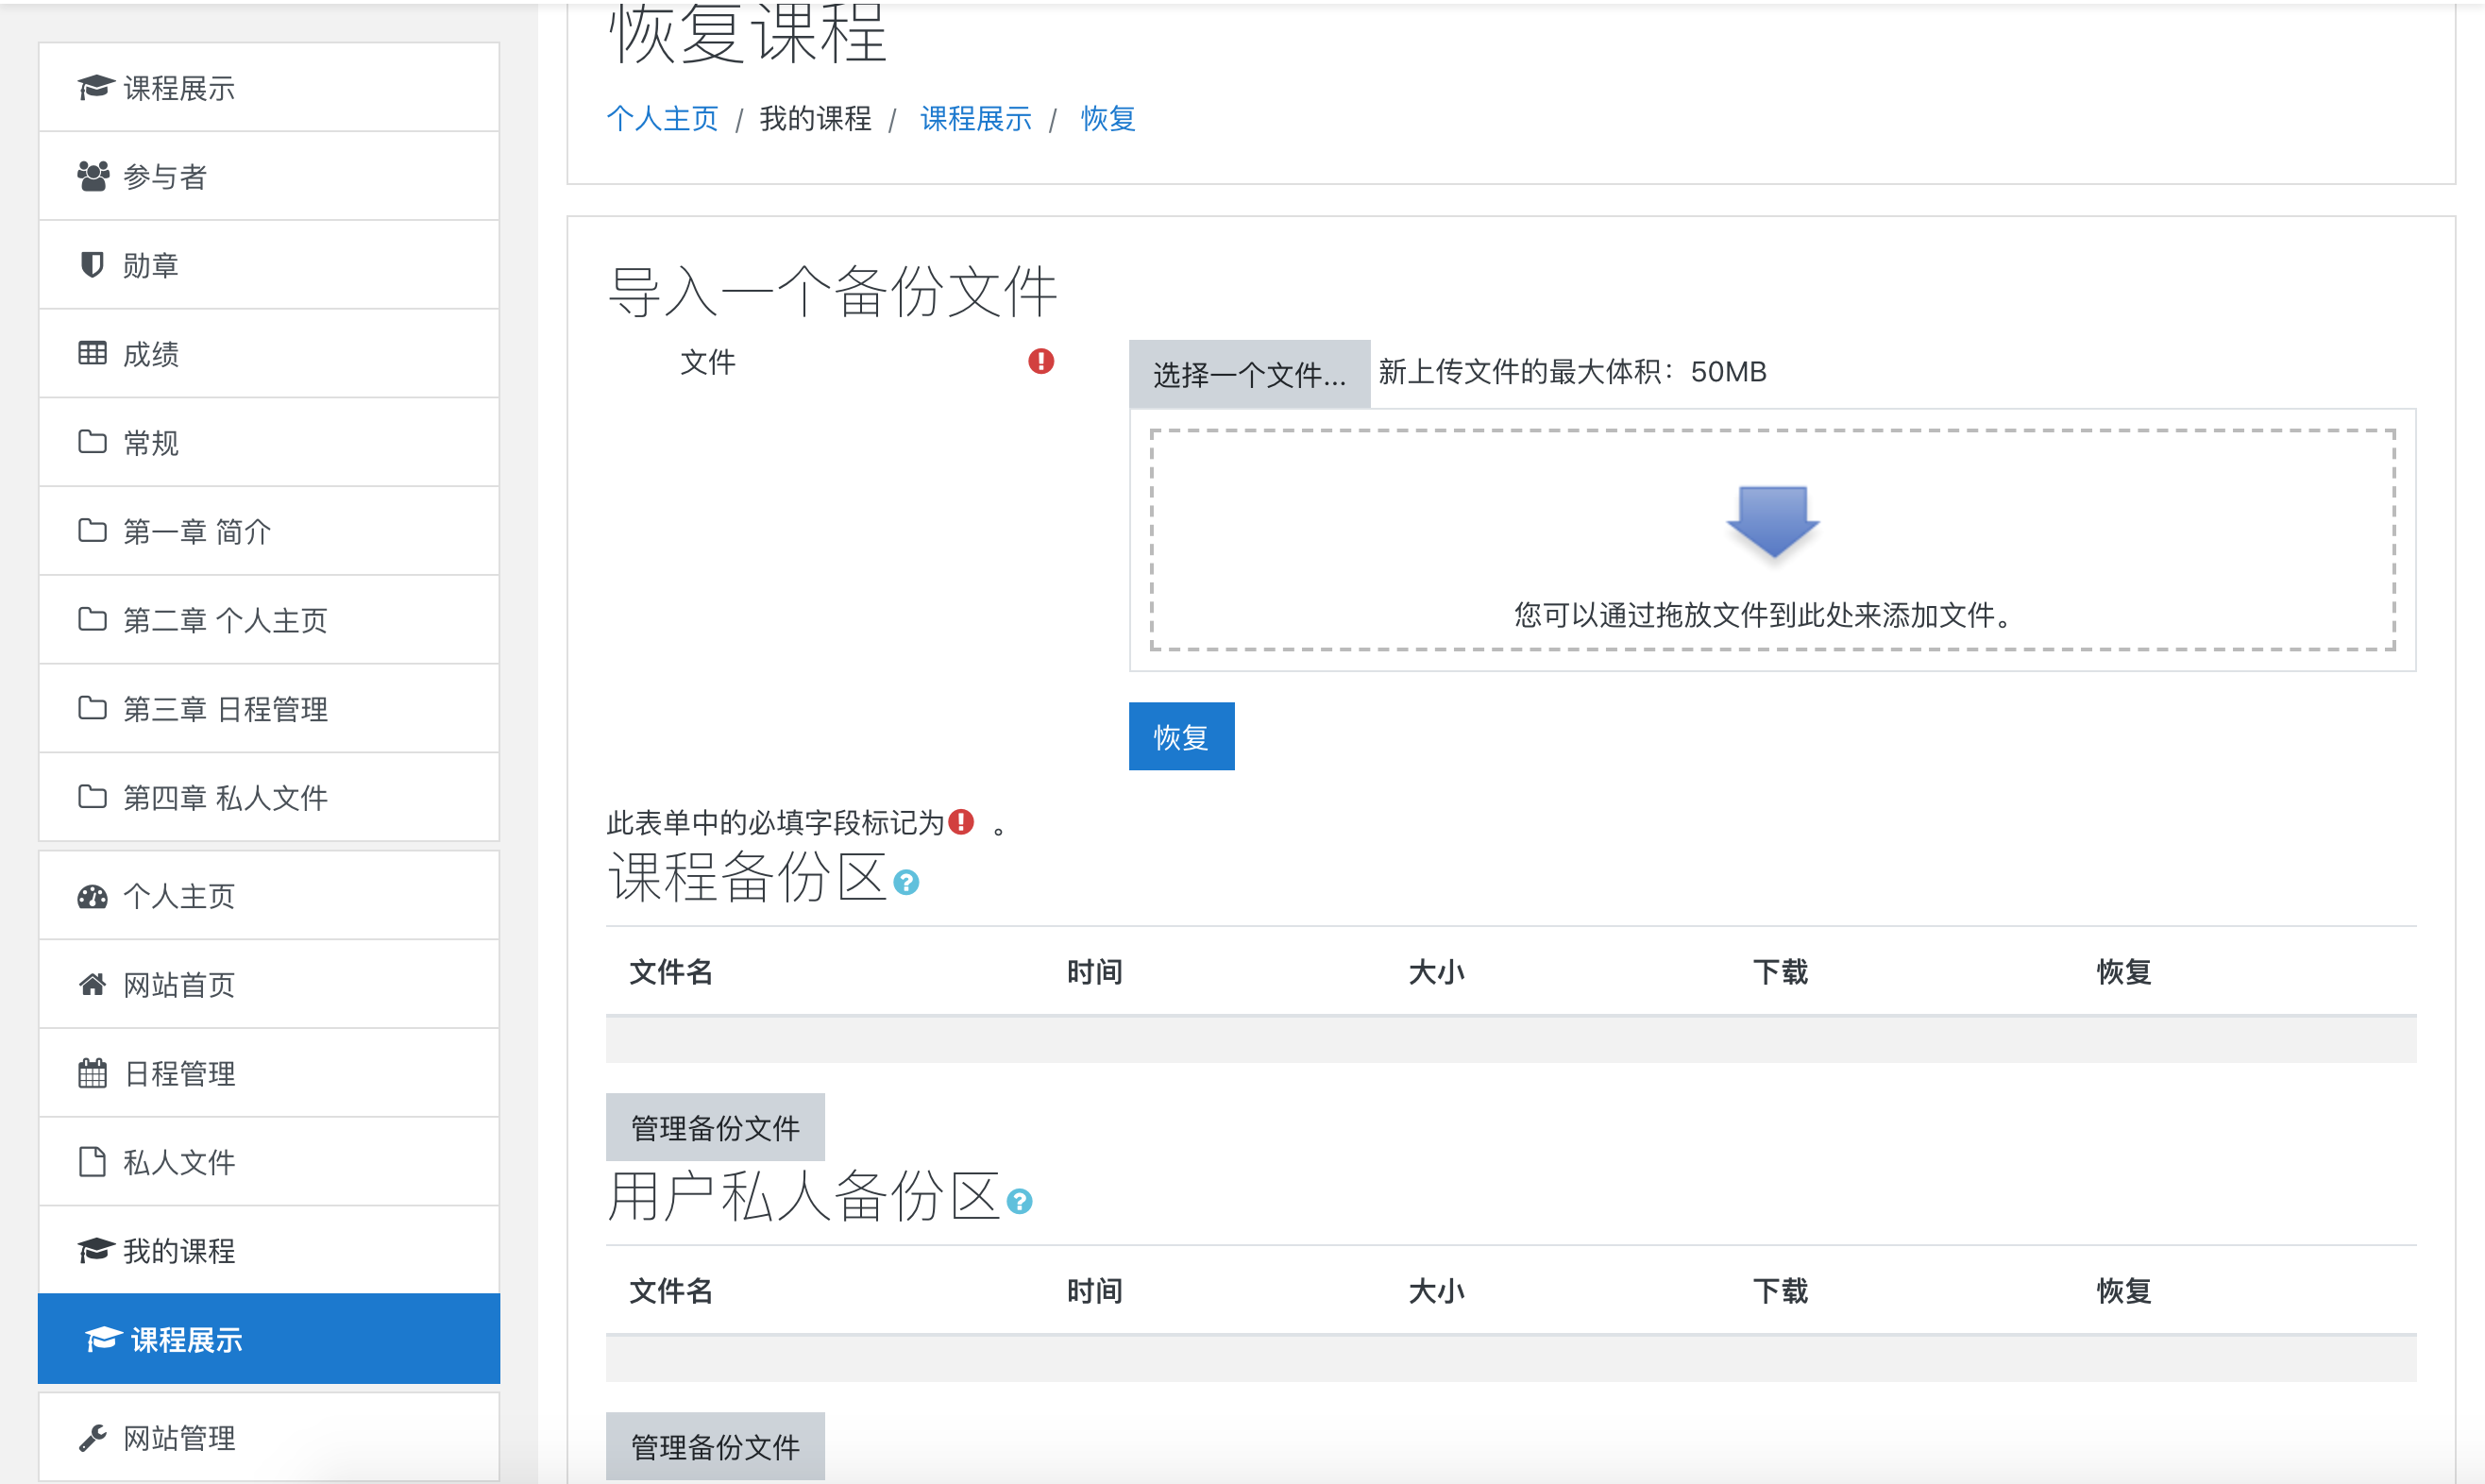 课程展示
参与者
勋章
成绩
常规
第一章 简介
第二章 个人主页
第三章 日程管理
第四章 私人文件
个人主页
网站首页
日程管理
私人文件
我的课程
课程展示
网站管理
恢复课程
个人主页 / 我的课程 / 课程展示 / 恢复
导入一个备份文件
文件
选择一个文件... 新上传文件的最大体积：50MB
您可以通过拖放文件到此处来添加文件。
恢复
此表单中的必填字段标记为 。
课程备份区
文件名 时间 大小 下载 恢复
管理备份文件
用户私人备份区
文件名 时间 大小 下载 恢复
管理备份文件